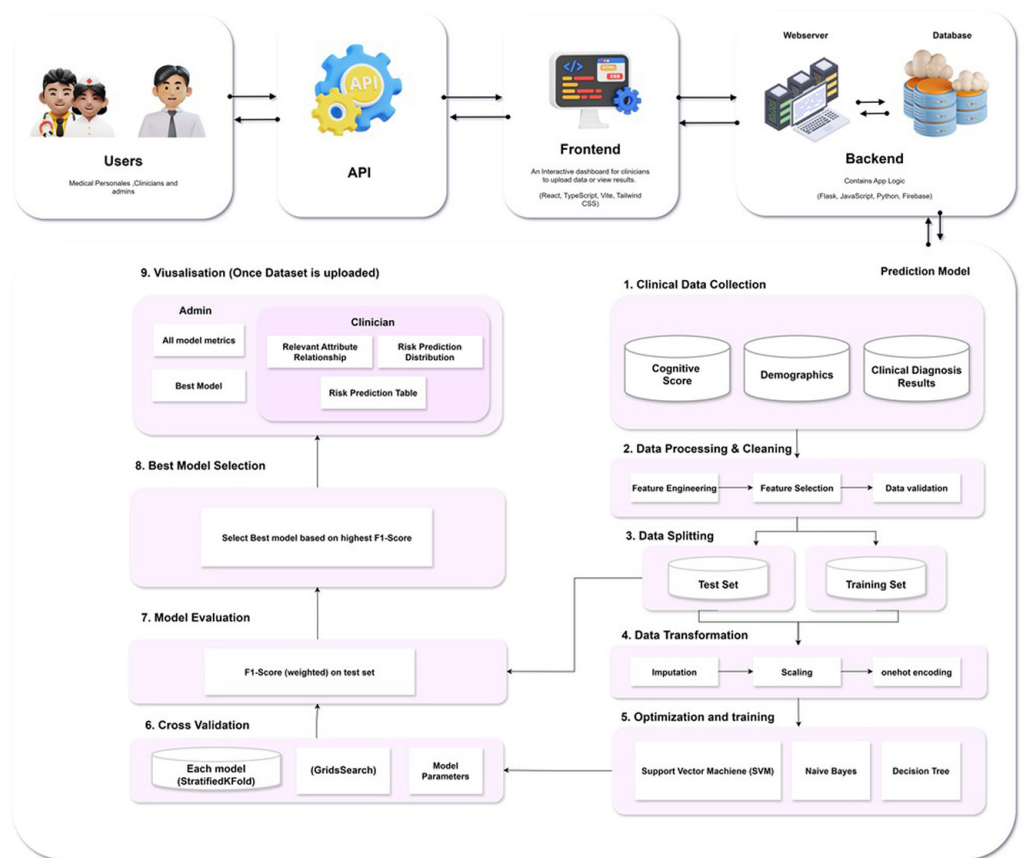 Webserver
Database
API
Users
Medical Personales ,Clinicians and
admins
API
Frontend
An Interactive dashboard for clinicians
to upload data or view results.
(React, TypeScript, Vite, Tailwind
CSS)
Backend
Contains App Logic
(Flask, JavaScript, Python, Firebase)
Prediction Model
9. Viusalisation (Once Dataset is uploaded)
Admin
All model metrics
Best Model
Clinician
Relevant Attribute
Relationship
Risk Prediction
Distribution
Risk Prediction Table
1. Clinical Data Collection
Cognitive
Score
Demographics
Clinical Diagnosis
Results
2. Data Processing & Cleaning
Feature Engineering
Feature Selection
Data validation
3. Data Splitting
Test Set
Training Set
4. Data Transformation
Imputation
Scaling
onehot encoding
5. Optimization and training
Support Vector Machiene (SVM)
Naive Bayes
Decision Tree
6. Cross Validation
Each model
(StratifiedKFold)
(GridsSearch)
Model
Parameters
7. Model Evaluation
F1-Score (weighted) on test set
8. Best Model Selection
Select Best model based on highest F1-Score